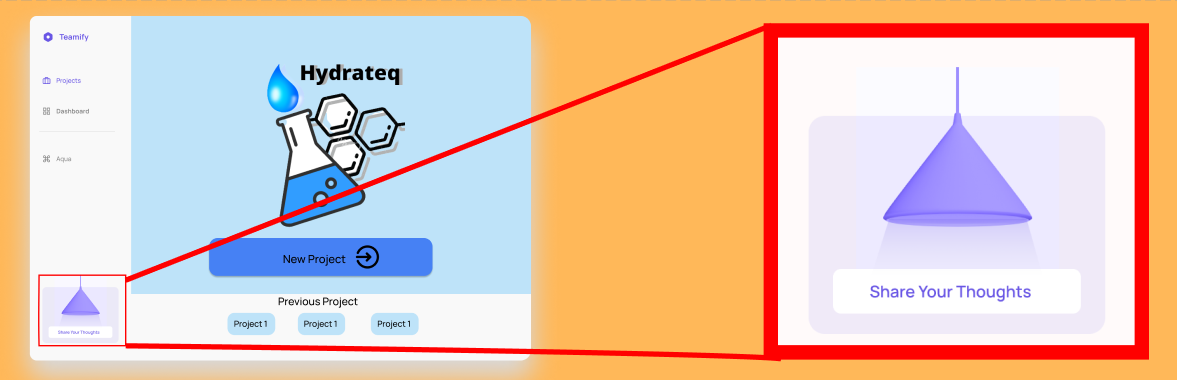 Teamify
Projects
Dashboard
Aqua
Share Your Thoughts
Hydrateq
New Project
Previous Project
Project 1
Project 1
Project 1
Share Your Thoughts